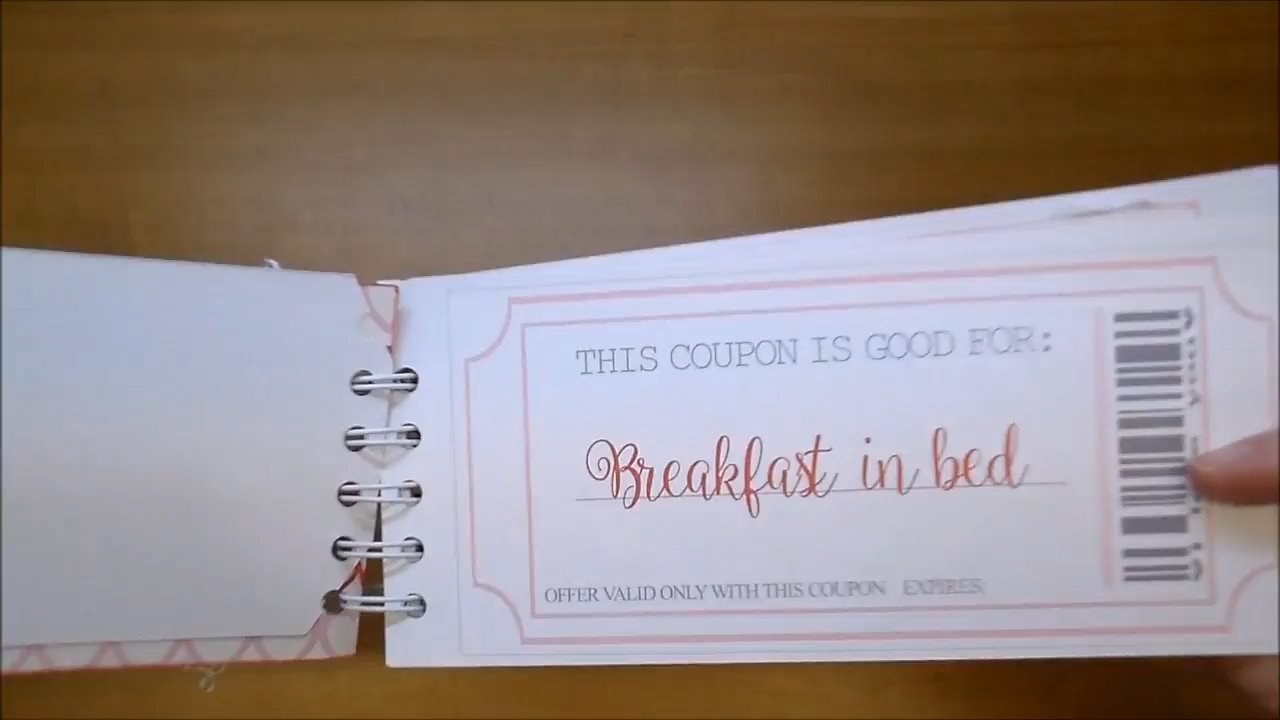 THIS COUPON IS GOOD FOR:
Breakfast in bed
OFFER VALID ONLY WITH THIS COUPON EXPIRES: